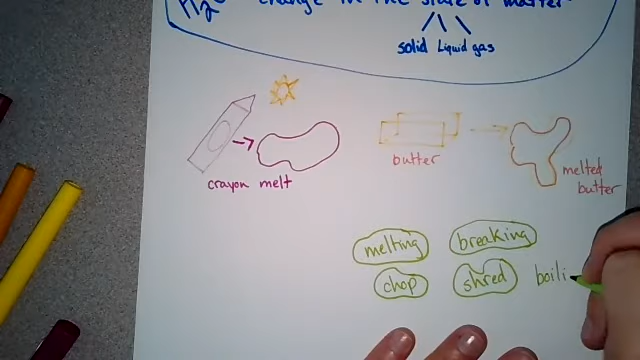 H₂O change in the state of matter
solid Liquid gas
crayon melt
butter
melted
butter
melting breaking
chop shred boili